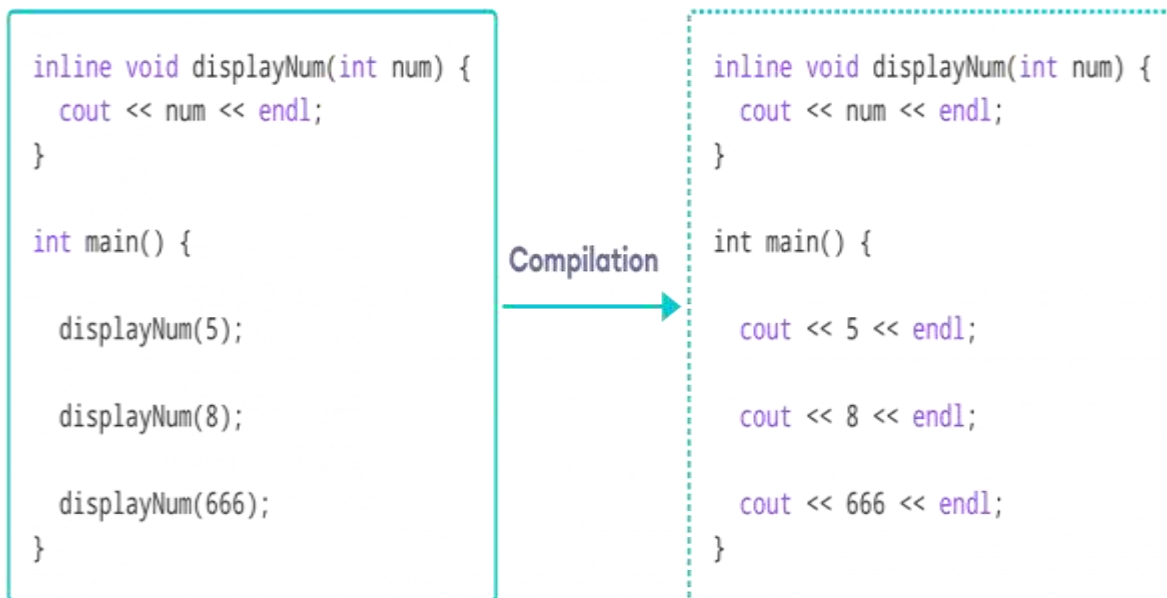 inline void displayNum(int num) {
  cout << num << endl;
}
int main() {
  displayNum(5);
  displayNum(8);
  displayNum(666);
}
Compilation
inline void displayNum(int num) {
  cout << num << endl;
}
int main() {
  cout << 5 << endl;
  cout << 8 << endl;
  cout << 666 << endl;
}